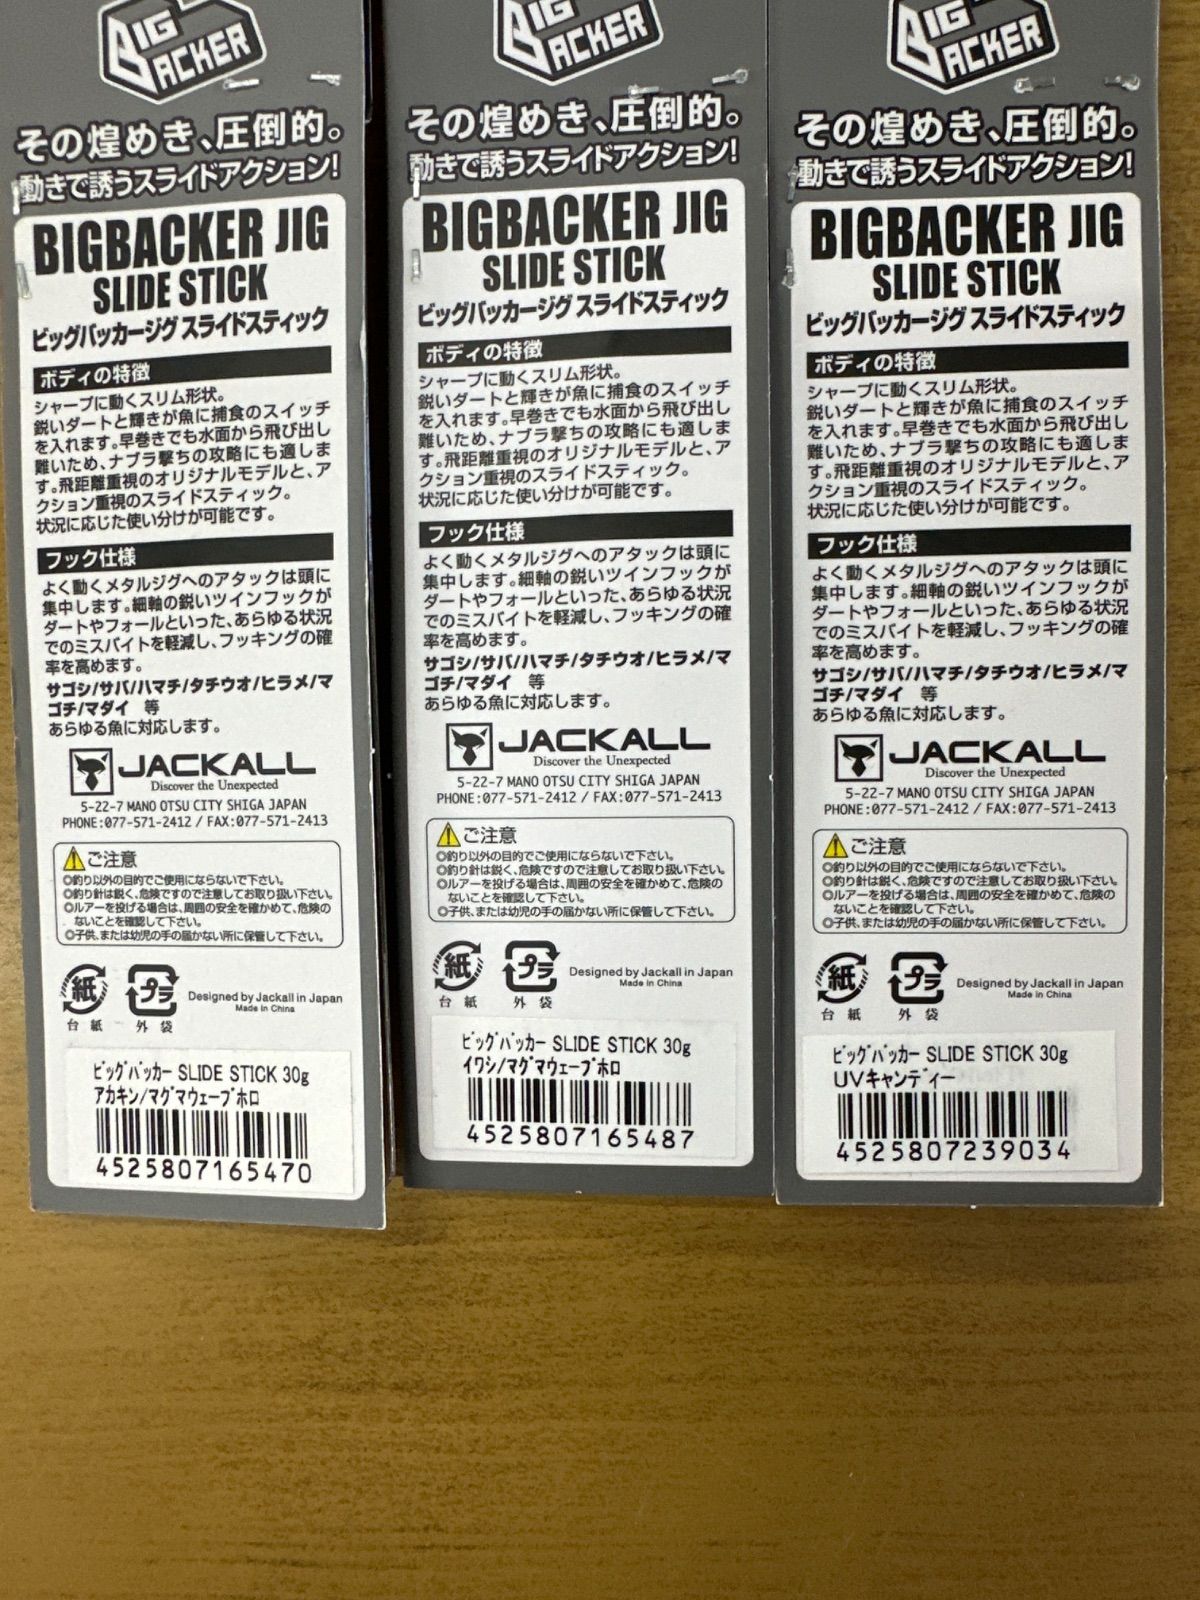 BIG BACKER
その煌めき、圧倒的。
動きで誘うスライドアクション!
BIGBACKER JIG
SLIDE STICK
ビッグバッカージグ スライドスティック
ボディの特徴
シャープに動くスリム形状。
鋭いダートと輝きが魚に捕食のスイッチ
を入れます。早巻きでも水面から飛び出し
難いため、ナブラ撃ちの攻略にも適しま
す。飛距離重視のオリジナルモデルと、ア
クション重視のスライドスティック。
状況に応じた使い分けが可能です。
フック仕様
よく動くメタルジグへのアタックは頭に
集中します。細軸の鋭いツインフックが
ダートやフォールといった、あらゆる状況
でのミスバイトを軽減し、フッキングの確
率を高めます。
サゴシ/サバ/ハマチ/タチウオ/ヒラメ/マ
ゴチ/マダイ 等
あらゆる魚に対応します。
JACKALL
Discover the Unexpected
5-22-7 MANO OTSU CITY SHIGA JAPAN
PHONE:077-571-2412 / FAX:077-571-2413
ご注意
◎釣り以外の目的でご使用にならないで下さい。
◎釣り針は鋭く、危険ですので注意してお取り扱い下さい。
◎ルアーを投げる場合は、周囲の安全を確かめて、危険の
ないことを確認して下さい。
◎子供、または幼児の手の届かない所に保管して下さい。
紙
台紙
プラ
外袋
Designed by Jackall in Japan
Made in China
ビッグバッカー SLIDE STICK 30g
アカキン/マグマウェーブホロ
4525807165470
BIG BACKER
その煌めき、圧倒的。
動きで誘うスライドアクション!
BIGBACKER JIG
SLIDE STICK
ビッグバッカージグ スライドスティック
ボディの特徴
シャープに動くスリム形状。
鋭いダートと輝きが魚に捕食のスイッチ
を入れます。早巻きでも水面から飛び出し
難いため、ナブラ撃ちの攻略にも適しま
す。飛距離重視のオリジナルモデルと、ア
クション重視のスライドスティック。
状況に応じた使い分けが可能です。
フック仕様
よく動くメタルジグへのアタックは頭に
集中します。細軸の鋭いツインフックが
ダートやフォールといった、あらゆる状況
でのミスバイトを軽減し、フッキングの確
率を高めます。
サゴシ/サバ/ハマチ/タチウオ/ヒラメ/マ
ゴチ/マダイ 等
あらゆる魚に対応します。
JACKALL
Discover the Unexpected
5-22-7 MANO OTSU CITY SHIGA JAPAN
PHONE:077-571-2412 / FAX:077-571-2413
ご注意
◎釣り以外の目的でご使用にならないで下さい。
◎釣り針は鋭く、危険ですので注意してお取り扱い下さい。
◎ルアーを投げる場合は、周囲の安全を確かめて、危険の
ないことを確認して下さい。
◎子供、または幼児の手の届かない所に保管して下さい。
紙
台紙
プラ
外袋
Designed by Jackall in Japan
Made in China
ビッグバッカー SLIDE STICK 30g
イワシ/マグマウェーブホロ
4525807165487
BIG BACKER
その煌めき、圧倒的。
動きで誘うスライドアクション!
BIGBACKER JIG
SLIDE STICK
ビッグバッカージグ スライドスティック
ボディの特徴
シャープに動くスリム形状。
鋭いダートと輝きが魚に捕食のスイッチ
を入れます。早巻きでも水面から飛び出し
難いため、ナブラ撃ちの攻略にも適しま
す。飛距離重視のオリジナルモデルと、ア
クション重視のスライドスティック。
状況に応じた使い分けが可能です。
フック仕様
よく動くメタルジグへのアタックは頭に
集中します。細軸の鋭いツインフックが
ダートやフォールといった、あらゆる状況
でのミスバイトを軽減し、フッキングの確
率を高めます。
サゴシ/サバ/ハマチ/タチウオ/ヒラメ/マ
ゴチ/マダイ 等
あらゆる魚に対応します。
JACKALL
Discover the Unexpected
5-22-7 MANO OTSU CITY SHIGA JAPAN
PHONE:077-571-2412 / FAX:077-571-2413
ご注意
◎釣り以外の目的でご使用にならないで下さい。
◎釣り針は鋭く、危険ですので注意してお取り扱い下さい。
◎ルアーを投げる場合は、周囲の安全を確かめて、危険の
ないことを確認して下さい。
◎子供、または幼児の手の届かない所に保管して下さい。
紙
台紙
プラ
外袋
Designed by Jackall in Japan
Made in China
ビッグバッカー SLIDE STICK 30g
UVキャンディー
4525807239034